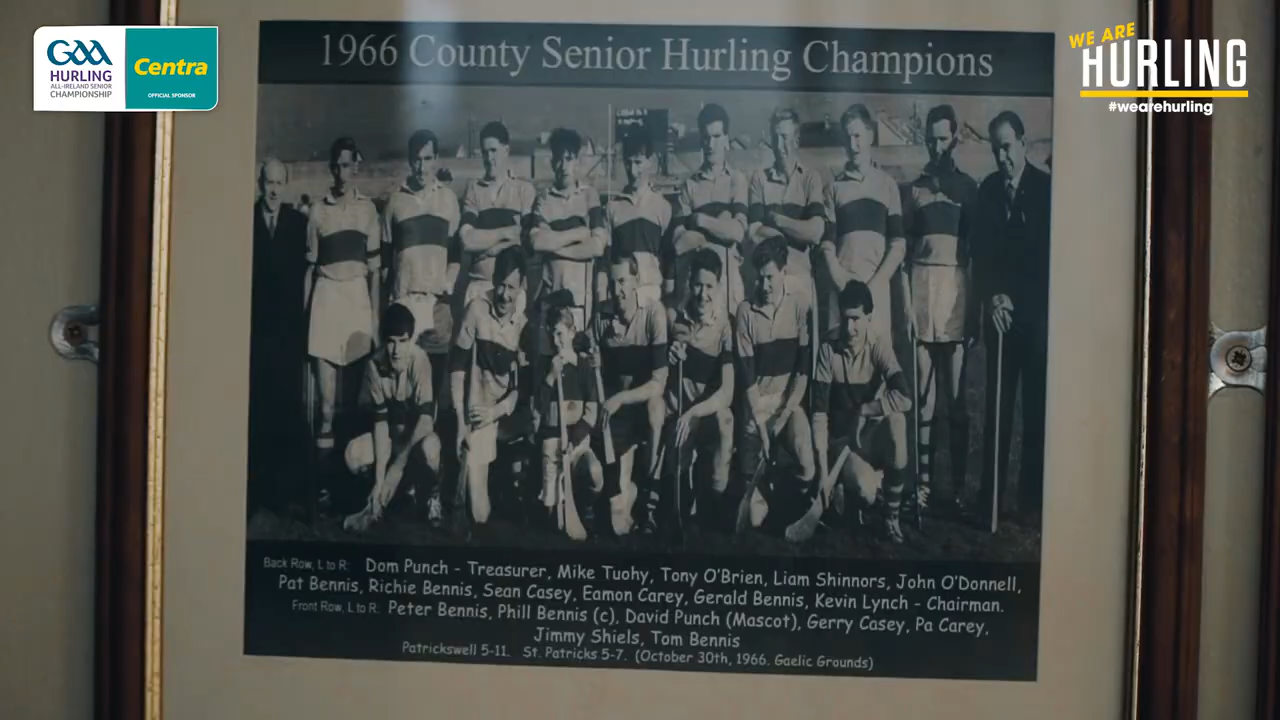 GAA
HURLING
ALL-IRELAND SENIOR
CHAMPIONSHIP
Centra
OFFICIAL SPONSOR
WE ARE
HURLING
#wearehurling
1966 County Senior Hurling Champions
Back Row, L to R: Dom Punch - Treasurer, Mike Tuohy, Tony O'Brien, Liam Shinnors, John O'Donnell,
Pat Bennis, Richie Bennis, Sean Casey, Eamon Carey, Gerald Bennis, Kevin Lynch - Chairman.
Front Row, L to R: Peter Bennis, Phill Bennis (c), David Punch (Mascot), Gerry Casey, Pa Carey,
Jimmy Shiels, Tom Bennis
Patrickswell 5-11. St. Patricks 5-7. (October 30th, 1966. Gaelic Grounds)